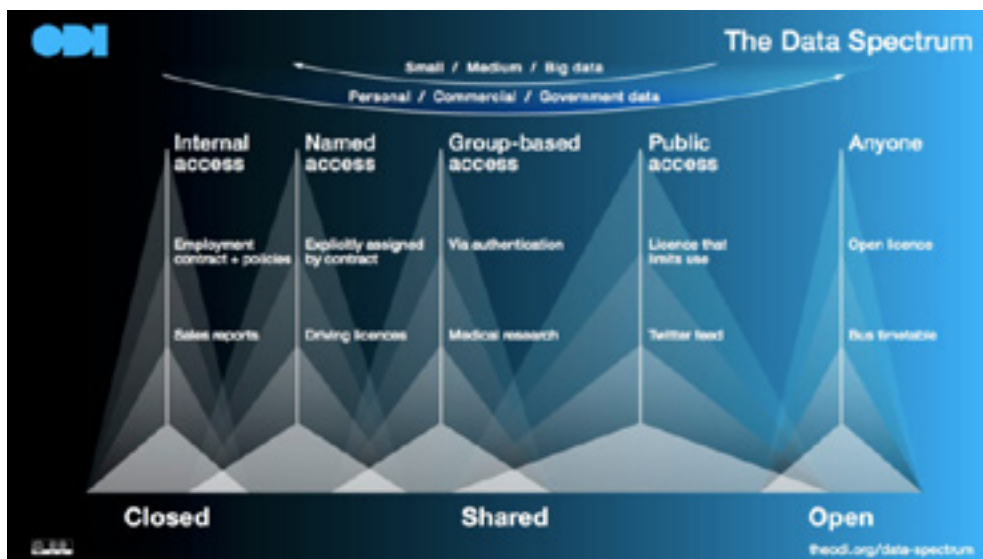 ODI
The Data Spectrum
Small / Medium / Big data
Personal / Commercial / Government data
Internal
access
Named
access
Group-based
access
Public
access
Anyone
Employment
contract + policies
Explicitly assigned
by contract
Via authentication
Licence that
limits use
Open licence
Sales reports
Driving licences
Medical research
Twitter feed
Bus timetable
Closed
Shared
Open
theodi.org/data-spectrum